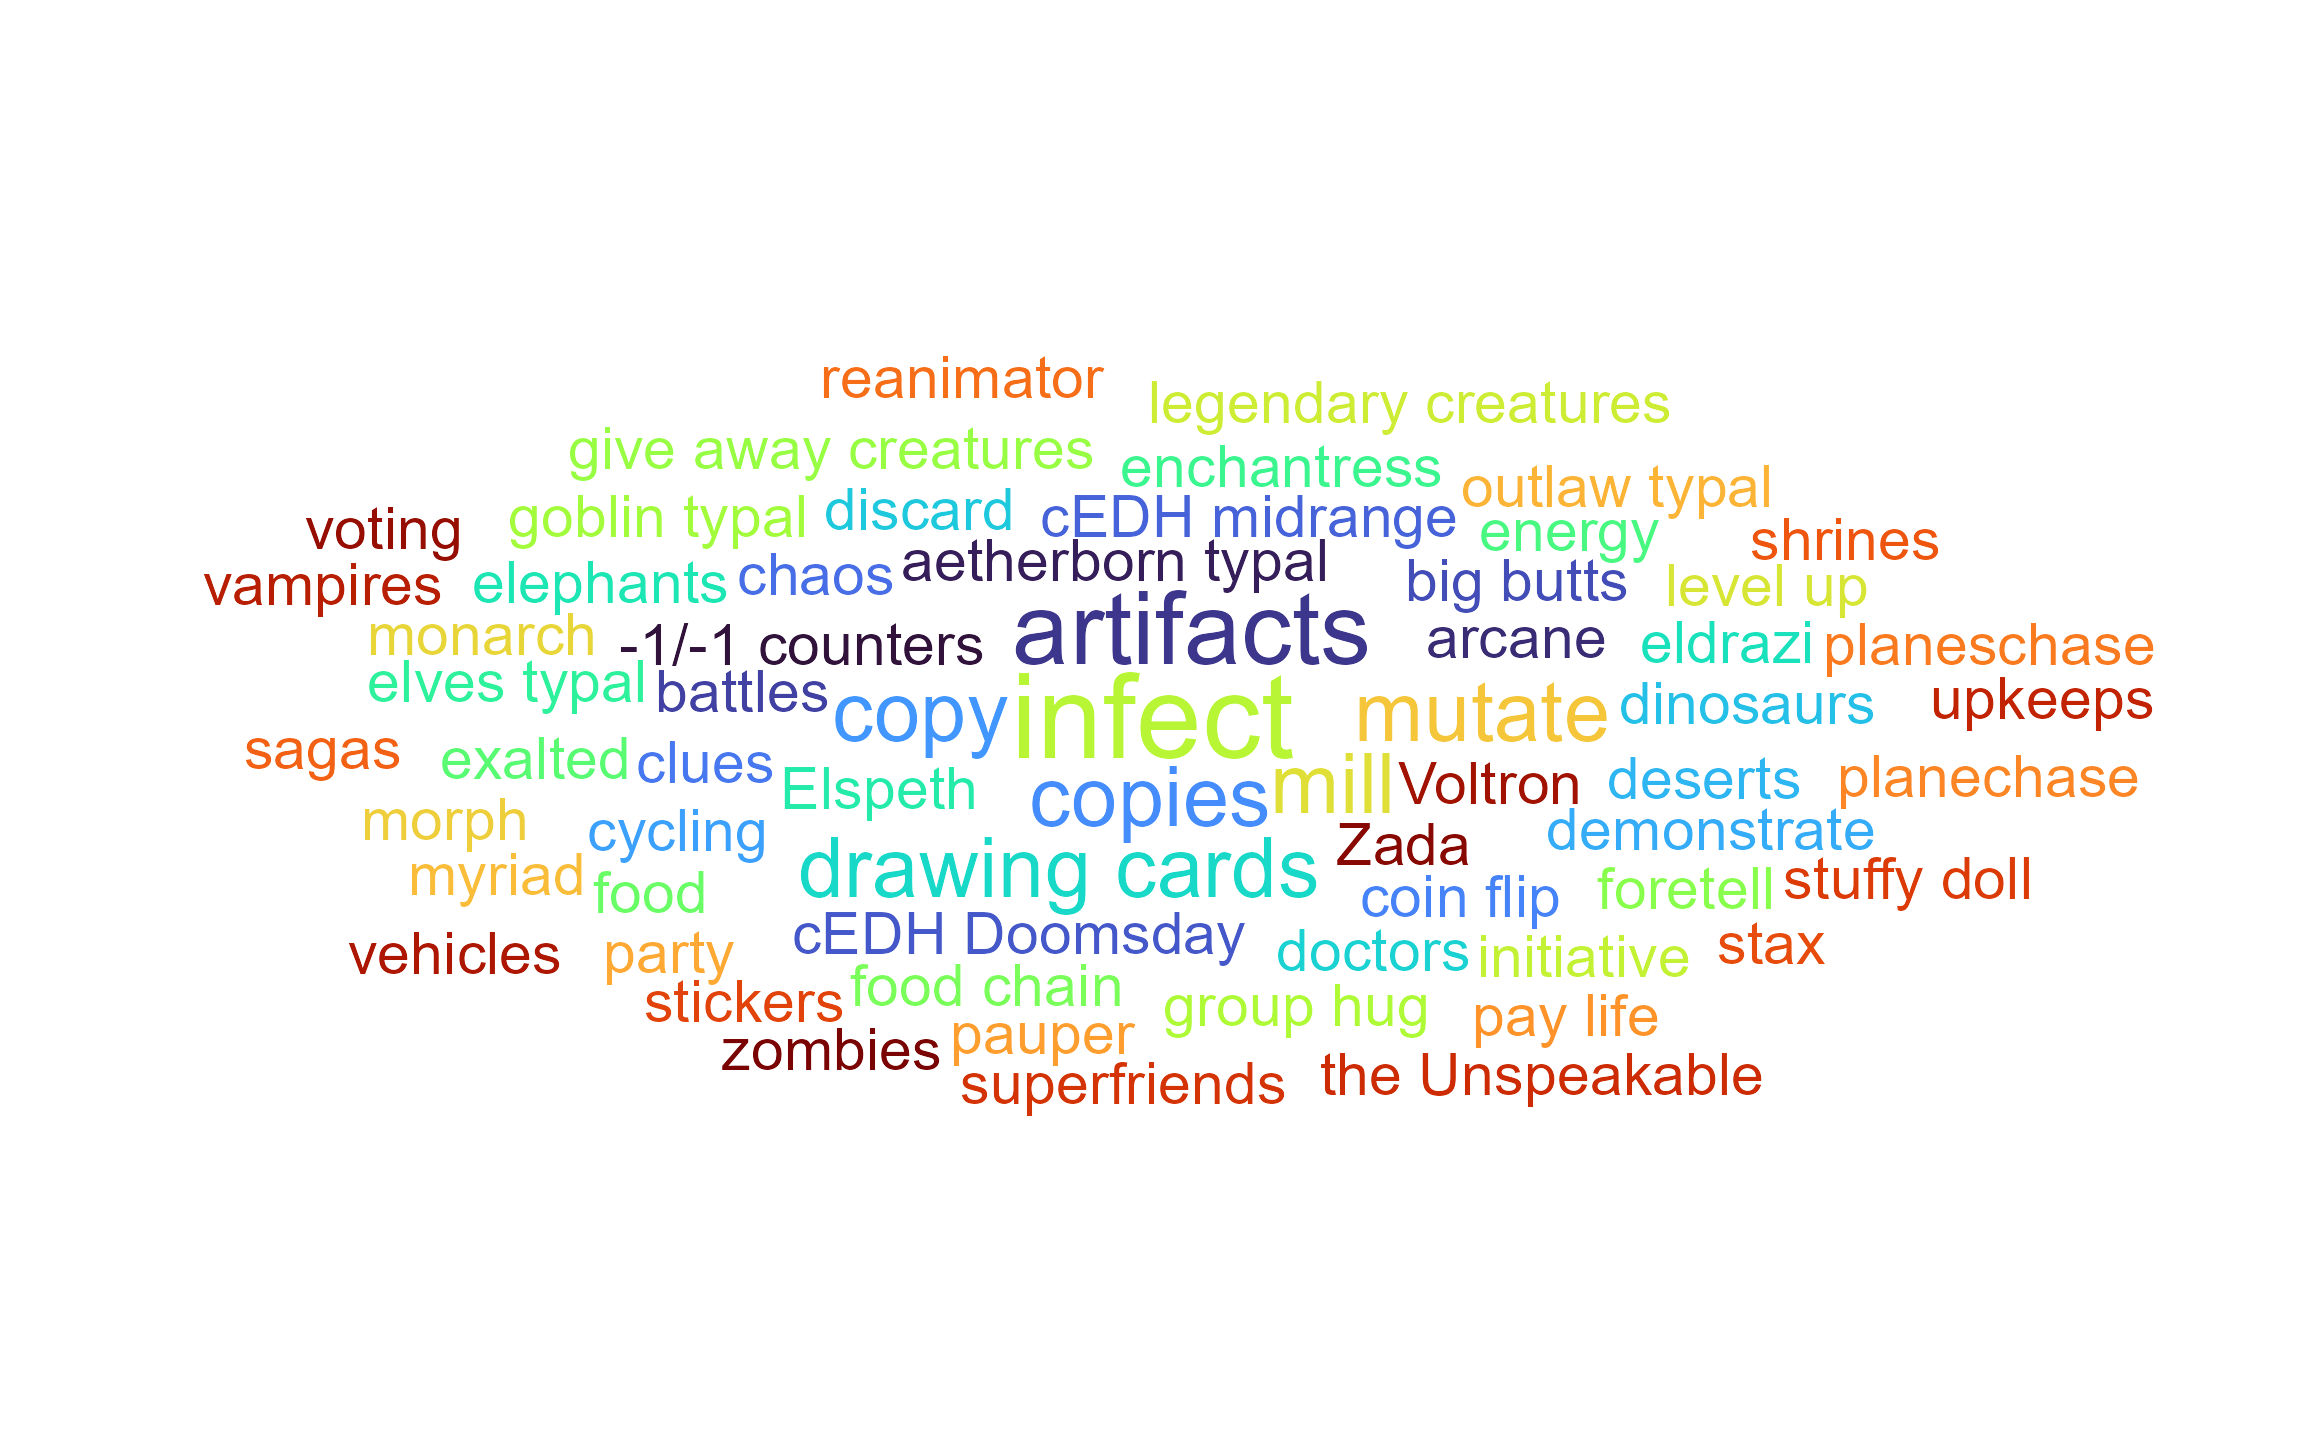 reanimator
legendary creatures
give away creatures
enchantress
outlaw typal
voting
goblin typal
discard
cEDH midrange
energy
shrines
vampires
elephants
chaos
aetherborn typal
big butts
level up
monarch
-1/-1 counters
artifacts
arcane
eldrazi
planeschase
elves typal
battles
copy
infect
mutate
dinosaurs
upkeeps
sagas
exalted
clues
Elspeth
copies
mill
Voltron
deserts
planechase
morph
cycling
drawing cards
Zada
demonstrate
myriad
food
coin flip
foretell
stuffy doll
vehicles
party
cEDH Doomsday
doctors
initiative
stax
stickers
food chain
group hug
pay life
zombies
pauper
superfriends
the Unspeakable